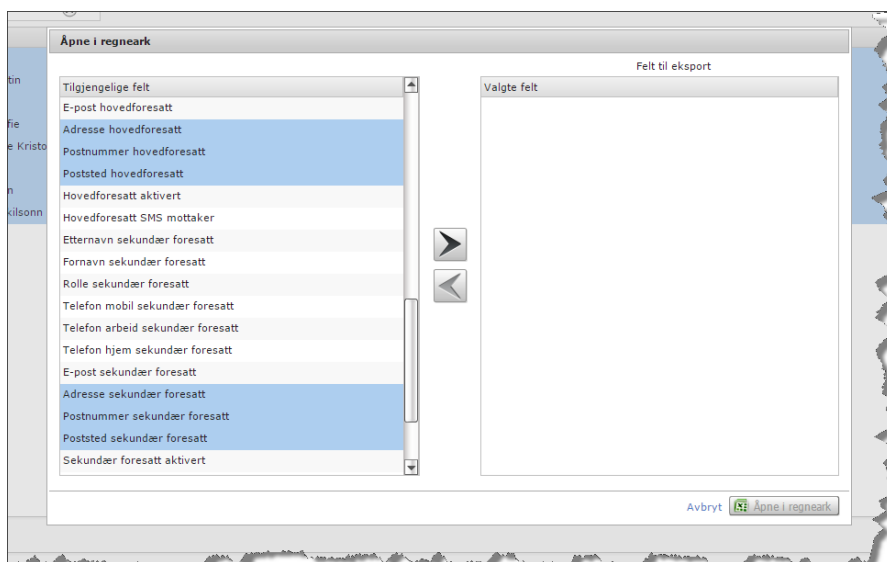 Åpne i regneark
Felt til eksport
Tilgjengelige felt
Valgte felt
E-post hovedforesatt
Adresse hovedforesatt
Postnummer hovedforesatt
Poststed hovedforesatt
Hovedforesatt aktivert
Hovedforesatt SMS mottaker
Etternavn sekundær foresatt
Fornavn sekundær foresatt
Rolle sekundær foresatt
Telefon mobil sekundær foresatt
Telefon arbeid sekundær foresatt
Telefon hjem sekundær foresatt
E-post sekundær foresatt
Adresse sekundær foresatt
Postnummer sekundær foresatt
Poststed sekundær foresatt
Sekundær foresatt aktivert
Avbryt
Åpne i regneark
tin
fie
e Kristo
n
kilsonn